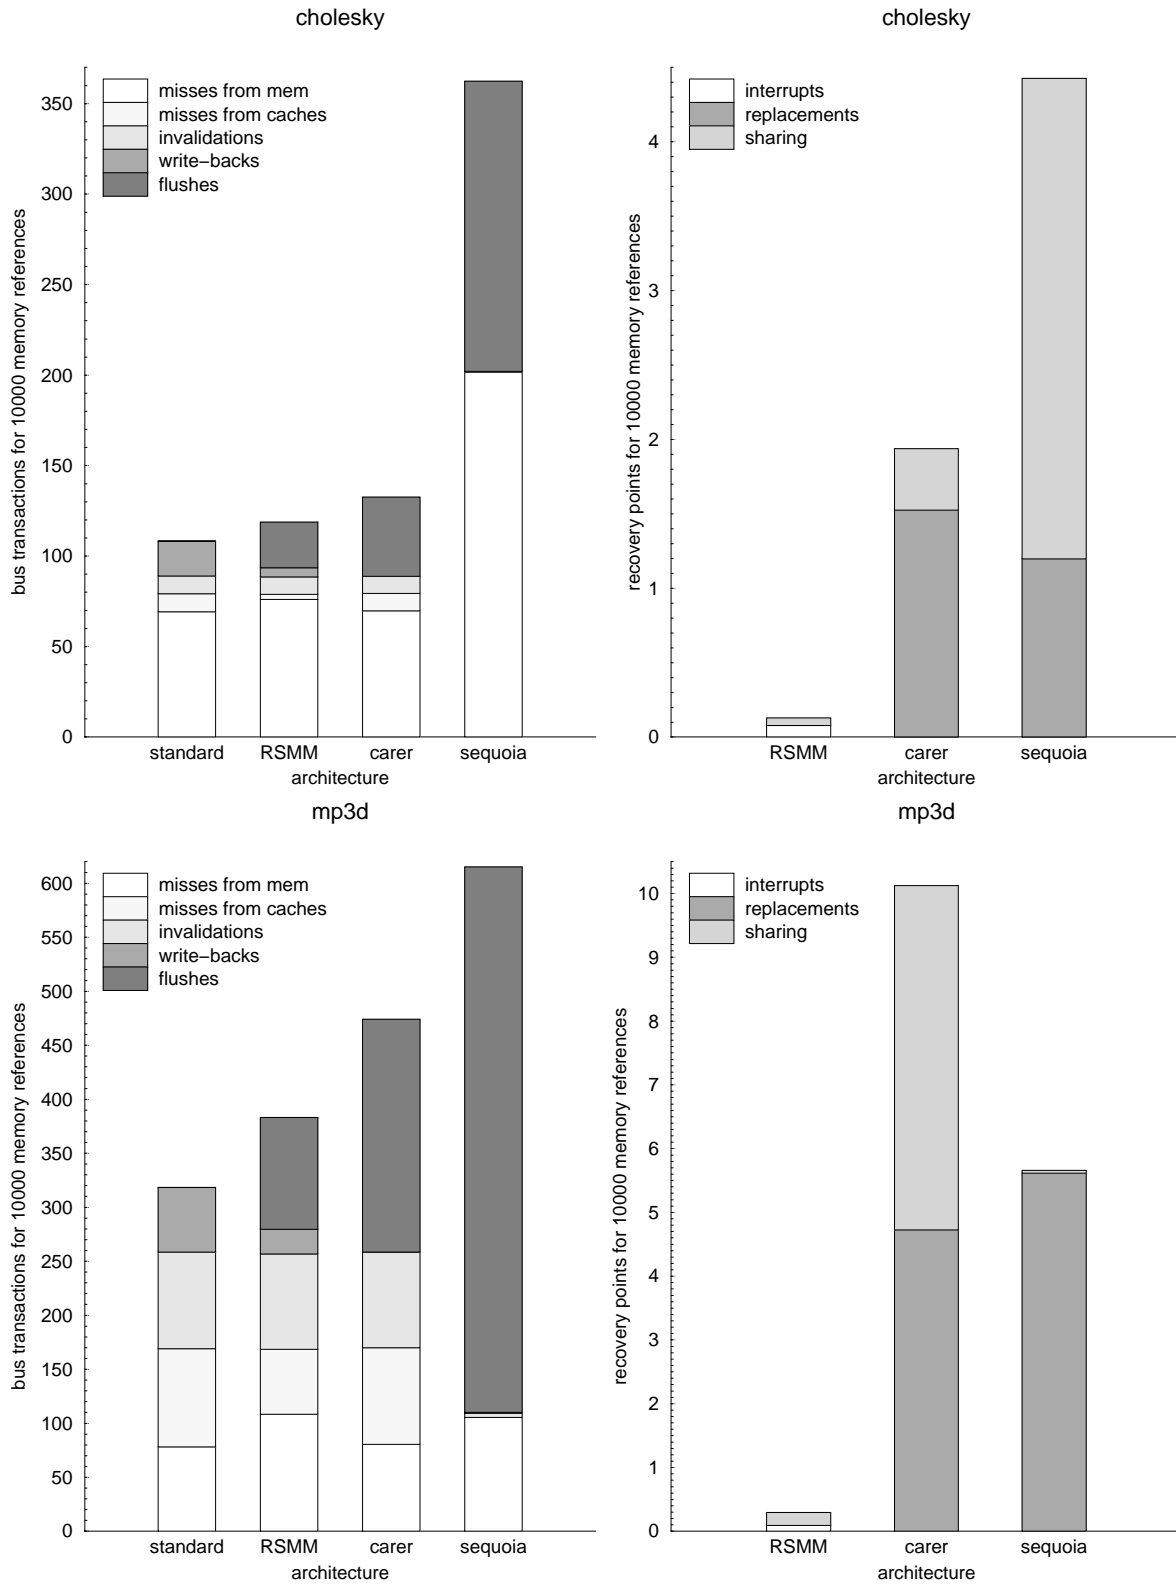 cholesky
misses from mem
misses from caches
invalidations
write-backs
flushes
bus transactions for 10000 memory references
350
300
250
200
150
100
50
0
standard RSMM carer sequoia
architecture
cholesky
interrupts
replacements
sharing
recovery points for 10000 memory references
4
3
2
1
0
RSMM carer sequoia
architecture
mp3d
misses from mem
misses from caches
invalidations
write-backs
flushes
bus transactions for 10000 memory references
600
550
500
450
400
350
300
250
200
150
100
50
0
standard RSMM carer sequoia
architecture
mp3d
interrupts
replacements
sharing
recovery points for 10000 memory references
10
9
8
7
6
5
4
3
2
1
0
RSMM carer sequoia
architecture